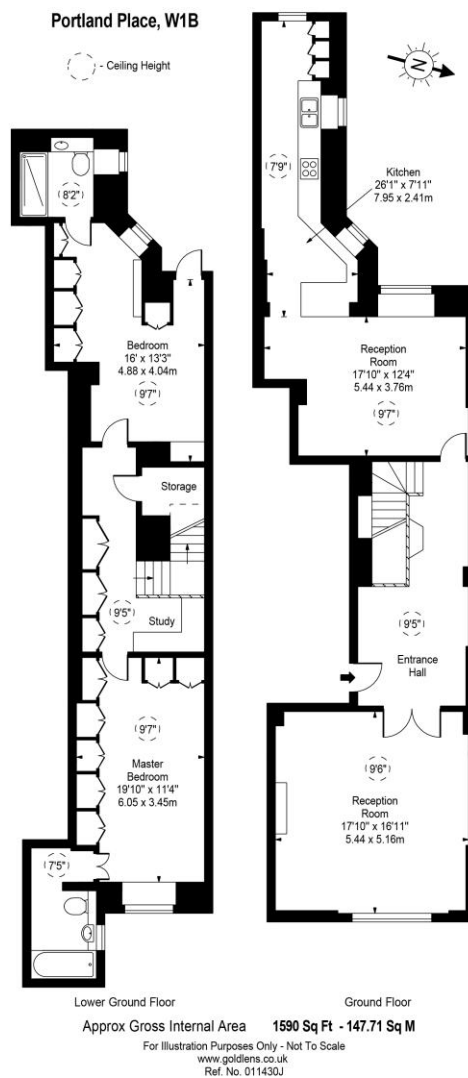 Portland Place, W1B
- Ceiling Height
N
8'2"
Bedroom
16' x 13'3"
4.88 x 4.04m
9'7"
Storage
9'5"
Study
9'7"
Master
Bedroom
19'10" x 11'4"
6.05 x 3.45m
7'5"
Lower Ground Floor
7'9"
Kitchen
26'1" x 7'11"
7.95 x 2.41m
Reception
Room
17'10" x 12'4"
5.44 x 3.76m
9'7"
9'5"
Entrance
Hall
9'6"
Reception
Room
17'10" x 16'11"
5.44 x 5.16m
Ground Floor
Approx Gross Internal Area 1590 Sq Ft - 147.71 Sq M
For Illustration Purposes Only - Not To Scale
www.goldlens.co.uk
Ref. No. 011430J